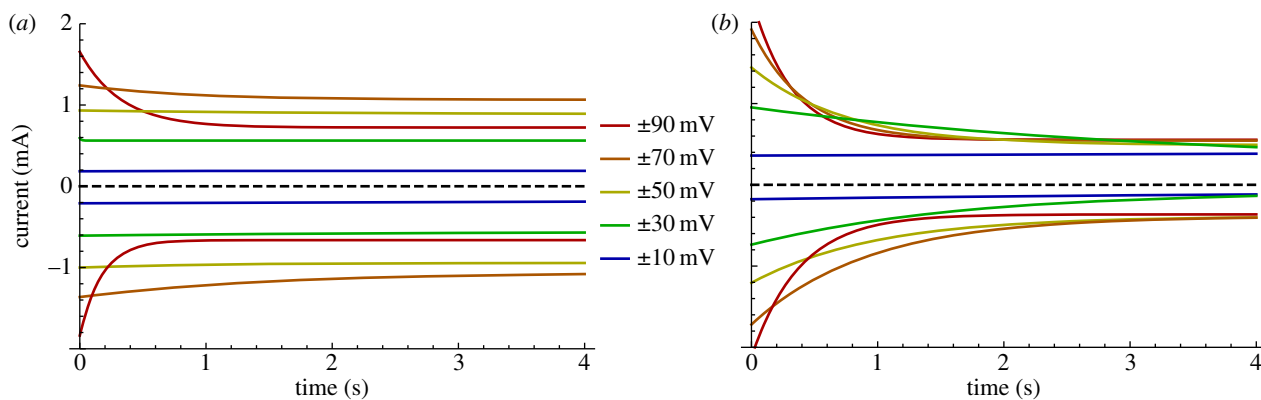 (a)
2
1
0
−1
current (mA)
0 1 2 3 4
time (s)
±90 mV
±70 mV
±50 mV
±30 mV
±10 mV
(b)
0 1 2 3 4
time (s)